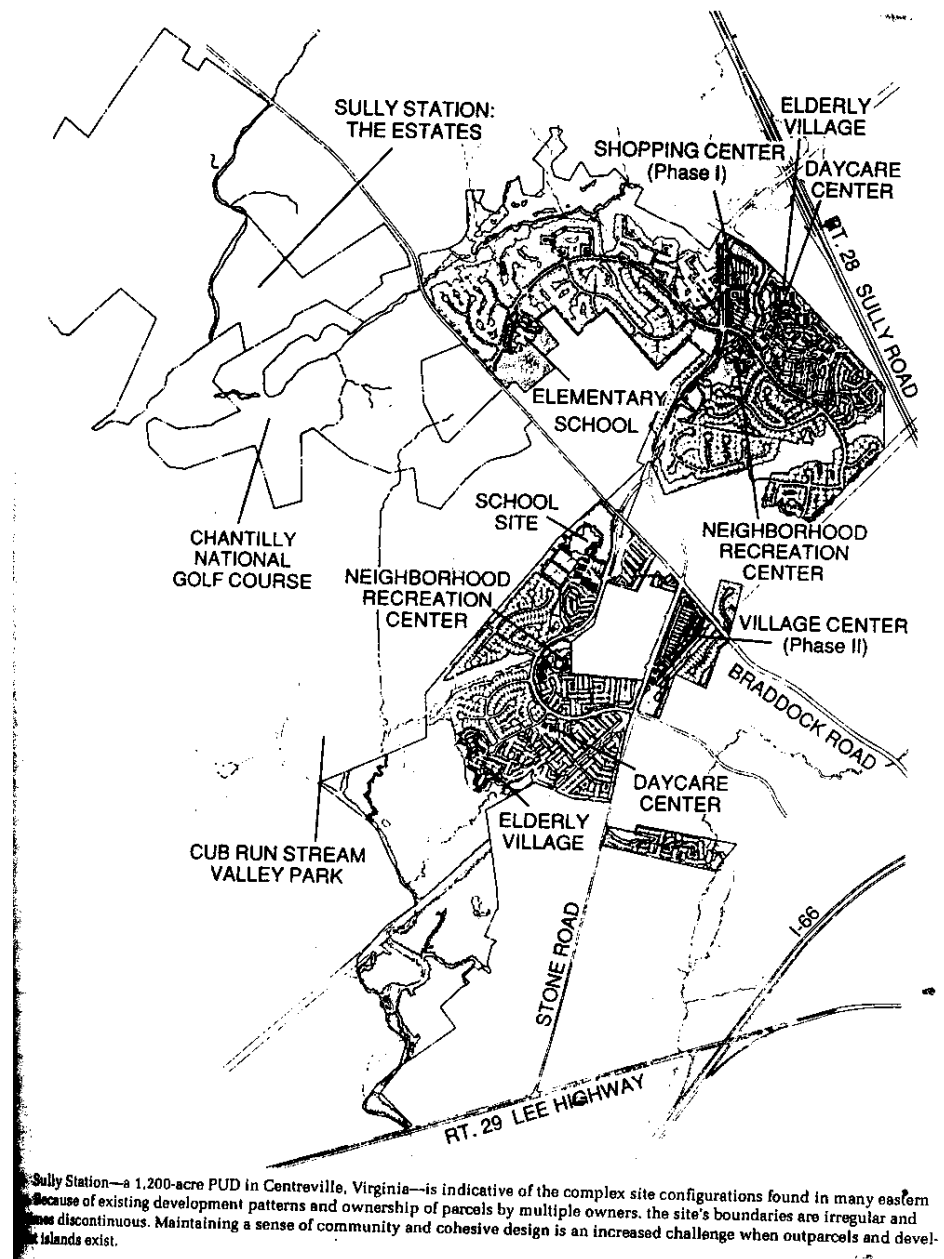 ELDERLY
VILLAGE
SULLY STATION:
THE ESTATES
SHOPPING CENTER
(Phase I)
DAYCARE
CENTER
RT. 28 SULLY ROAD
ELEMENTARY
SCHOOL
SCHOOL
SITE
CHANTILLY
NATIONAL
GOLF COURSE
NEIGHBORHOOD
RECREATION
CENTER
NEIGHBORHOOD
RECREATION
CENTER
VILLAGE CENTER
(Phase II)
BRADDOCK ROAD
DAYCARE
CENTER
ELDERLY
VILLAGE
CUB RUN STREAM
VALLEY PARK
I-66
STONE ROAD
RT. 29 LEE HIGHWAY
Sully Station—a 1,200-acre PUD in Centreville, Virginia—is indicative of the complex site configurations found in many eastern
Because of existing development patterns and ownership of parcels by multiple owners. the site's boundaries are irregular and
discontinuous. Maintaining a sense of community and cohesive design is an increased challenge when outparcels and devel-
islands exist.